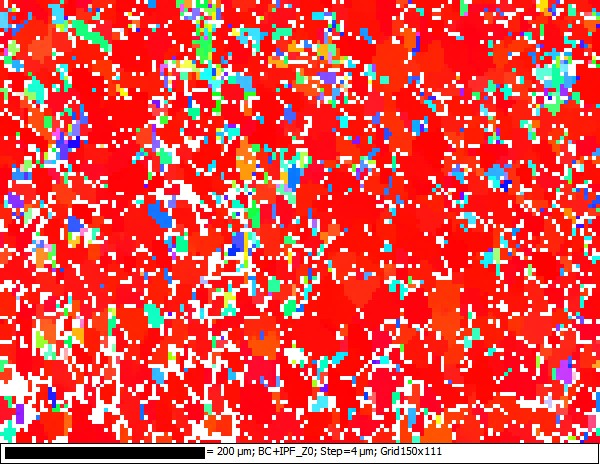 = 200 µm; BC+IPF_Z0; Step=4 µm; Grid150x111